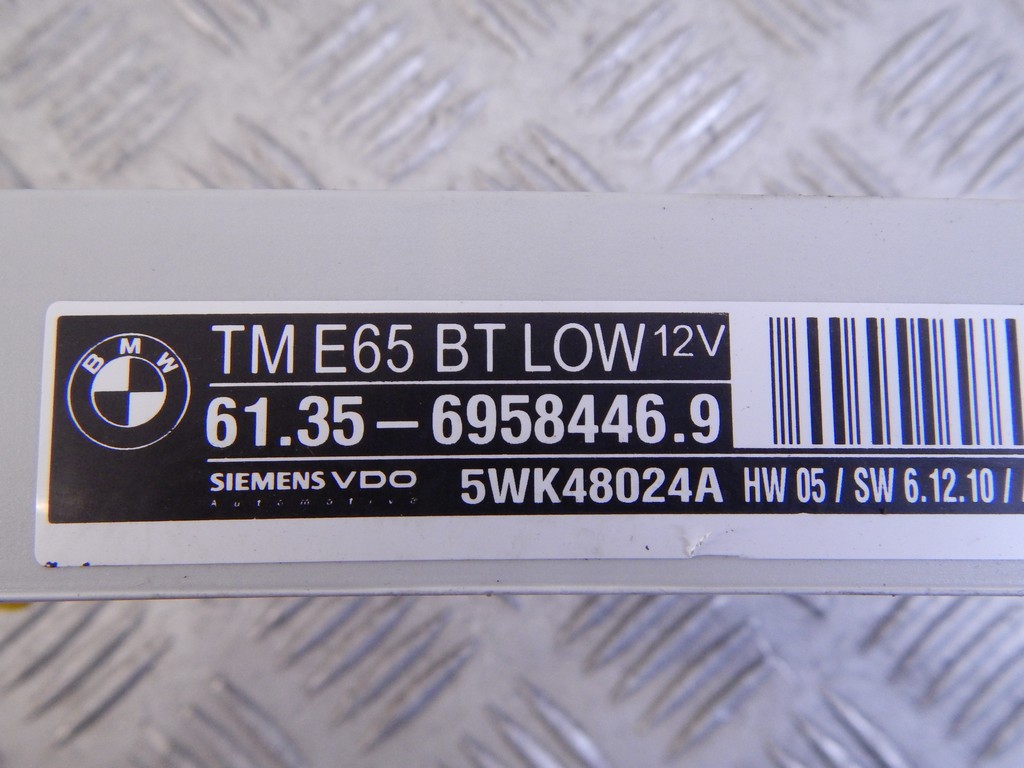 BMW
TM E65 BT LOW 12V
61.35 – 6958446.9
SIEMENS VDO
Automotive
5WK48024A HW 05 / SW 6.12.10 /